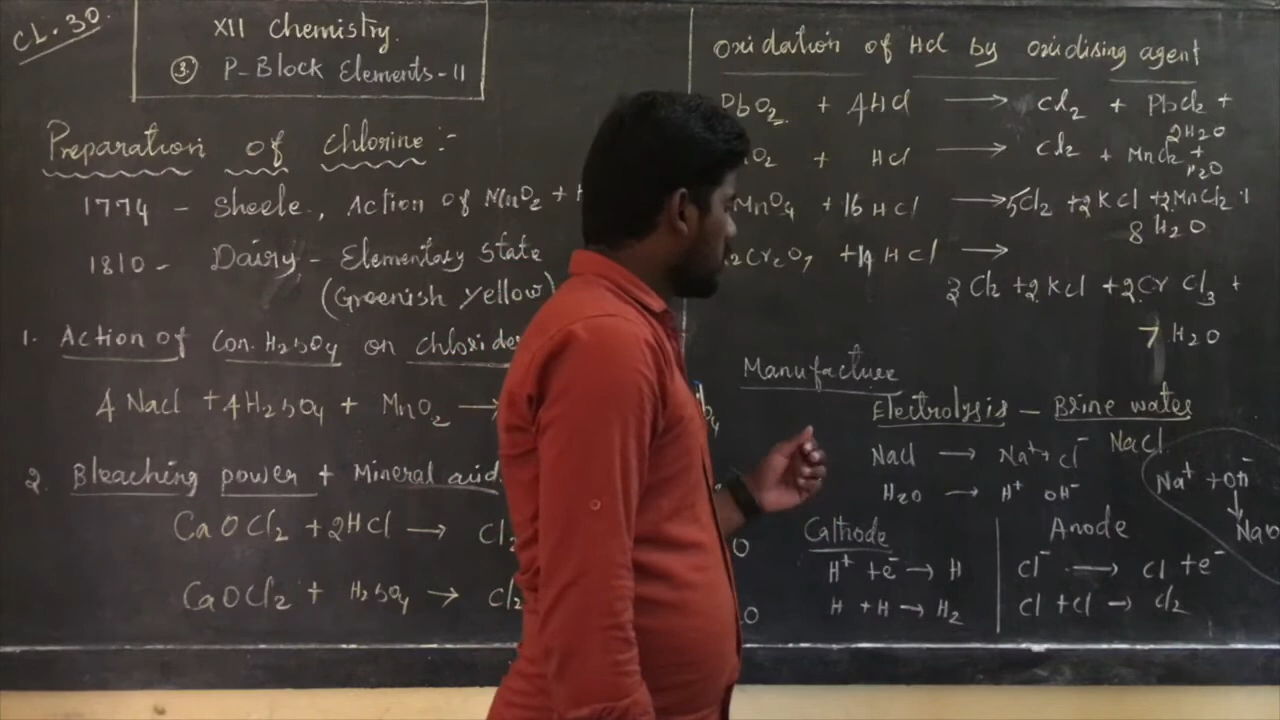 CL. 30.
XII Chemistry.
③ P-Block Elements-II
Preparation of chlorine :-
1774 - Sheele, Action of MnO₂ +
1810 - Dairy - Elementary state
(Greenish Yellow)
1. Action of Con. H₂SO₄ on chloride
4 Nacl + 4H₂SO₄ + MnO₂ →
2. Bleaching power + Mineral acid
CaOCl₂ + 2HCl → Cl₂
CaOCl₂ + H₂SO₄ → Cl₂
Oxidation of Hcl by oxidising agent
PbO₂ + 4Hcl → Cl₂ + Pbcl₂ +
2H₂O
O₂ + Hcl → Cl₂ + Mncl₂ +
H₂O
MnO₄ + 16 HCl → 5Cl₂ + 2 KCl + 2MnCl₂ +
8 H₂O
₂Cr₂O₇ + 14 HCl →
3 Cl₂ + 2KCl + 2Cr Cl₃ +
7 H₂O
Manufacture
Electrolysis - Brine water
NaCl
Nacl → Na⁺ + Cl⁻
H₂O → H⁺ OH⁻
Na⁺ + OH⁻
↓
NaO
Cathode
H⁺ + e⁻ → H
H + H → H₂
Anode
Cl⁻ → Cl + e⁻
Cl + Cl → Cl₂